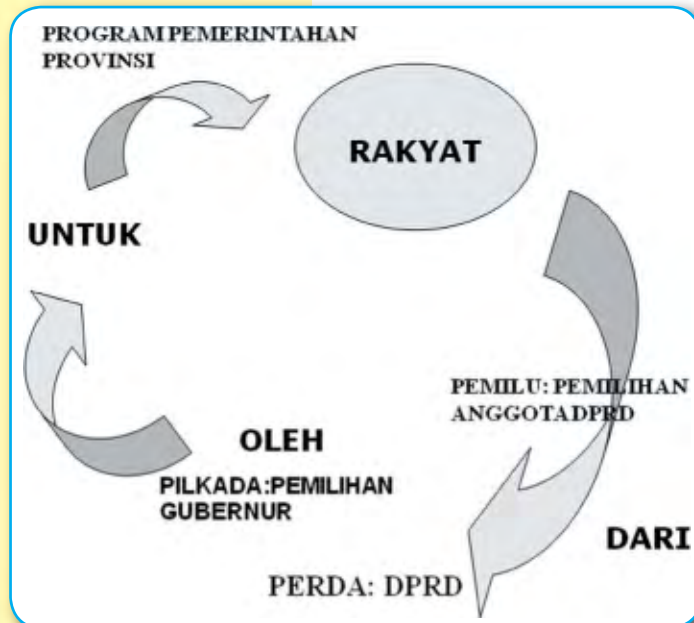 PROGRAM PEMERINTAHAN
PROVINSI
RAKYAT
UNTUK
PEMILU: PEMILIHAN
ANGGOTADPRD
OLEH
PILKADA:PEMILIHAN
GUBERNUR
DARI
PERDA: DPRD